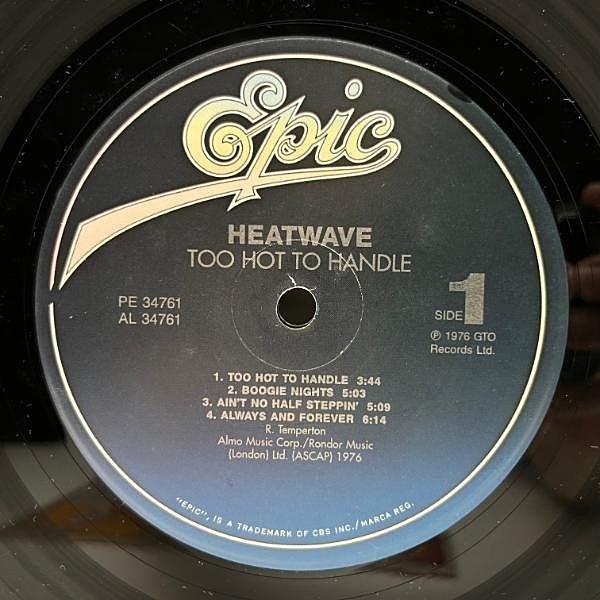 Epic
HEATWAVE
TOO HOT TO HANDLE
PE 34761
AL 34761
SIDE 1
℗ 1976 GTO
Records Ltd.
1. TOO HOT TO HANDLE 3:44
2. BOOGIE NIGHTS 5:03
3. AIN'T NO HALF STEPPIN' 5:09
4. ALWAYS AND FOREVER 6:14
R. Temperton
Almo Music Corp./Rondor Music
(London) Ltd. (ASCAP) 1976
"EPIC", IS A TRADEMARK OF CBS INC./MARCA REG.